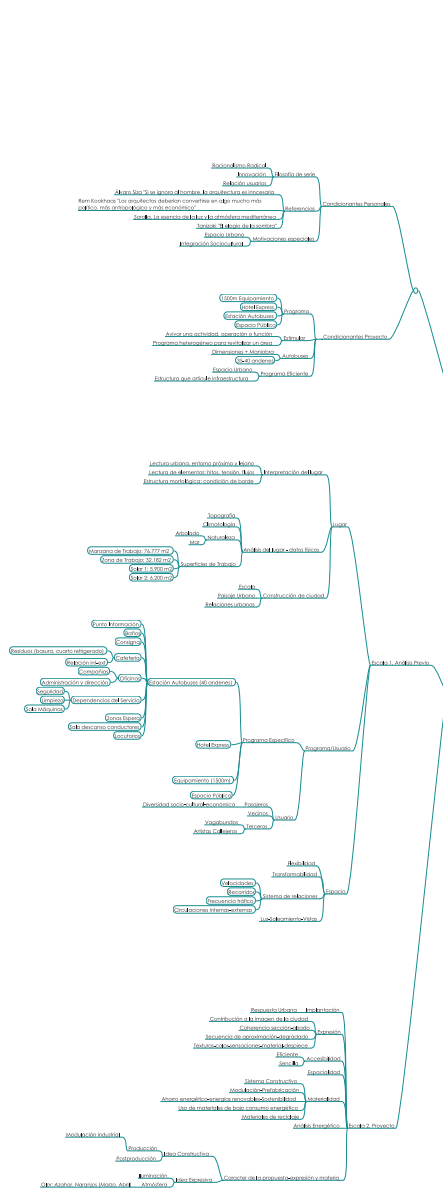 Racionalismo Radical
Innovación
Relación usuarios
Filosofía de serie
Álvaro Siza "Si se ignora al hombre, la arquitectura es innecesaria
Rem Koolhaas "Los arquitectos deberían convertirse en algo mucho más
político, más antropológico y más económico"
Sorolla. La esencia de la luz y la atmósfera mediterránea
Tanizaki "El elogio de la sombra"
Referencias
Condicionantes Personales
Espacio Urbano
Integración Sociocultural
Motivaciones especiales
1500m Equipamiento
Hotel Express
Estación Autobuses
Espacio Público
Programa
Avivar una actividad, operación o función
Programa heterogéneo para revitalizar un área
Estimular
Condicionantes Proyecto
Dimensiones + Maniobra
35-40 andenes
Autobuses
Espacio Urbano
Estructura que articule infraestructura
Programa Eficiente
Lectura urbana, entorno próximo y lejano
Lectura de elementos: hitos, tensión, flujos
Estructura morfológica: condición de borde
Interpretación del lugar
Topografía
Climatología
Arbolado
Mar
Naturaleza
Análisis del lugar - datos físicos
Lugar
Manzana de Trabajo: 76.777 m2
Zona de Trabajo: 32.182 m2
Solar 1: 5.900 m2
Solar 2: 6.200 m2
Superficies de Trabajo
Escala
Paisaje Urbano
Relaciones urbanas
Construcción de ciudad
Punto Información
Baños
Consigna
Residuos (basura, cuarto refrigerado)
Relación int-ext
Cafetería
Compañías
Administración y dirección
Oficinas
Estación Autobuses (40 andenes)
Seguridad
Limpieza
Sala Máquinas
Dependencias del Servicio
Zonas Espera
Sala descanso conductores
Locutorios
Escala 1. Análisis Previo
Hotel Express
Programa Específico
Programa/Usuario
Equipamiento (1500m)
Espacio Público
Diversidad socio-cultural-económica
Pasajeros
Vecinos
Usuario
Vagabundos
Artistas Callejeros
Terceros
Flexibilidad
Transformabilidad
Velocidades
Recorridos
Frecuencia tráfico
Circulaciones internas-externas
Sistema de relaciones
Espacio
Luz-Soleamiento-Vistas
Respuesta Urbana
Implantación
Contribución a la imagen de la ciudad
Coherencia sección-alzado
Secuencia de aproximación-degradado
Texturas-caja-sensaciones-materia-despiece
Expresión
Eficiente
Sencilla
Accesibilidad
Espacialidad
Sistema Constructivo
Modulación-Prefabricación
Ahorro energético-energías renovables-Sostenibilidad
Uso de materiales de bajo consumo energético
Materiales de reciclaje
Materialidad
Análisis Energético
Escala 2. Proyecto
Modulación industrial
Producción
Postproducción
Idea Constructiva
Caracter de la propuesta-expresión y materia
Iluminación
Olor: Azahar, Naranjos (Marzo, Abril)
Atmósfera
Idea Expresiva